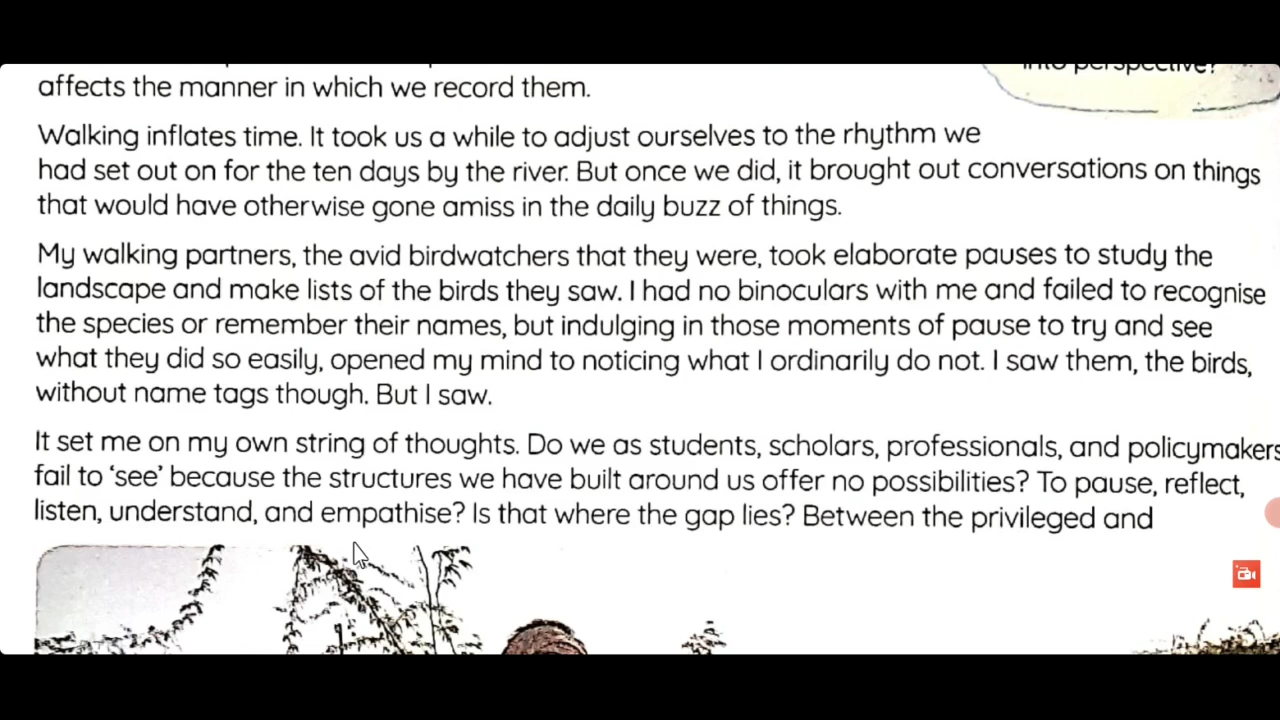 into perspective?
affects the manner in which we record them.
Walking inflates time. It took us a while to adjust ourselves to the rhythm we
had set out on for the ten days by the river. But once we did, it brought out conversations on things
that would have otherwise gone amiss in the daily buzz of things.
My walking partners, the avid birdwatchers that they were, took elaborate pauses to study the
landscape and make lists of the birds they saw. I had no binoculars with me and failed to recognise
the species or remember their names, but indulging in those moments of pause to try and see
what they did so easily, opened my mind to noticing what I ordinarily do not. I saw them, the birds,
without name tags though. But I saw.
It set me on my own string of thoughts. Do we as students, scholars, professionals, and policymakers
fail to ‘see’ because the structures we have built around us offer no possibilities? To pause, reflect,
listen, understand, and empathise? Is that where the gap lies? Between the privileged and